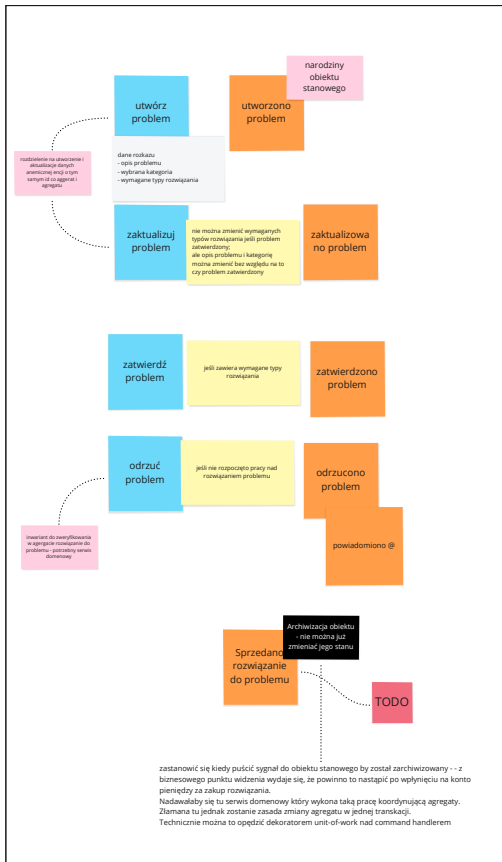 narodziny
obiektu
stanowego
utwórz
problem
utworzono
problem
rozdzielenie na utworzenie i
aktualizacje danych
anemicznej encji o tym
samym id co aggerat i
agregatu
dane rozkazu
- opis problemu
- wybrana kategoria
- wymagane typy rozwiązania
zaktualizuj
problem
nie można zmienić wymaganych
typów rozwiązania jeśli problem
zatwierdzony;
ale opis problemu i kategorię
można zmienić bez względu na to
czy problem zatwierdzony
zaktualizowa
no problem
zatwierdź
problem
jeśli zawiera wymagane typy
rozwiązania
zatwierdzono
problem
odrzuć
problem
jeśli nie rozpoczęto pracy nad
rozwiązaniem problemu
odrzucono
problem
inwariant do zweryfikowania
w agergacie rozwiązanie do
problemu - potrzebny serwis
domenowy
powiadomiono @
Archiwizacja obiektu
- nie można już
zmieniać jego stanu
Sprzedano
rozwiązanie
do problemu
TODO
zastanowić się kiedy puścić sygnał do obiektu stanowego by został zarchiwizowany - - z
biznesowego punktu widzenia wydaje się, że powinno to nastąpić po wpłynięciu na konto
pieniędzy za zakup rozwiązania.
Nadawałaby się tu serwis domenowy który wykona taką pracę koordynującą agregaty.
Złamana tu jednak zostanie zasada zmiany agregatu w jednej transkacji.
Technicznie można to opędzić dekoratorem unit-of-work nad command handlerem